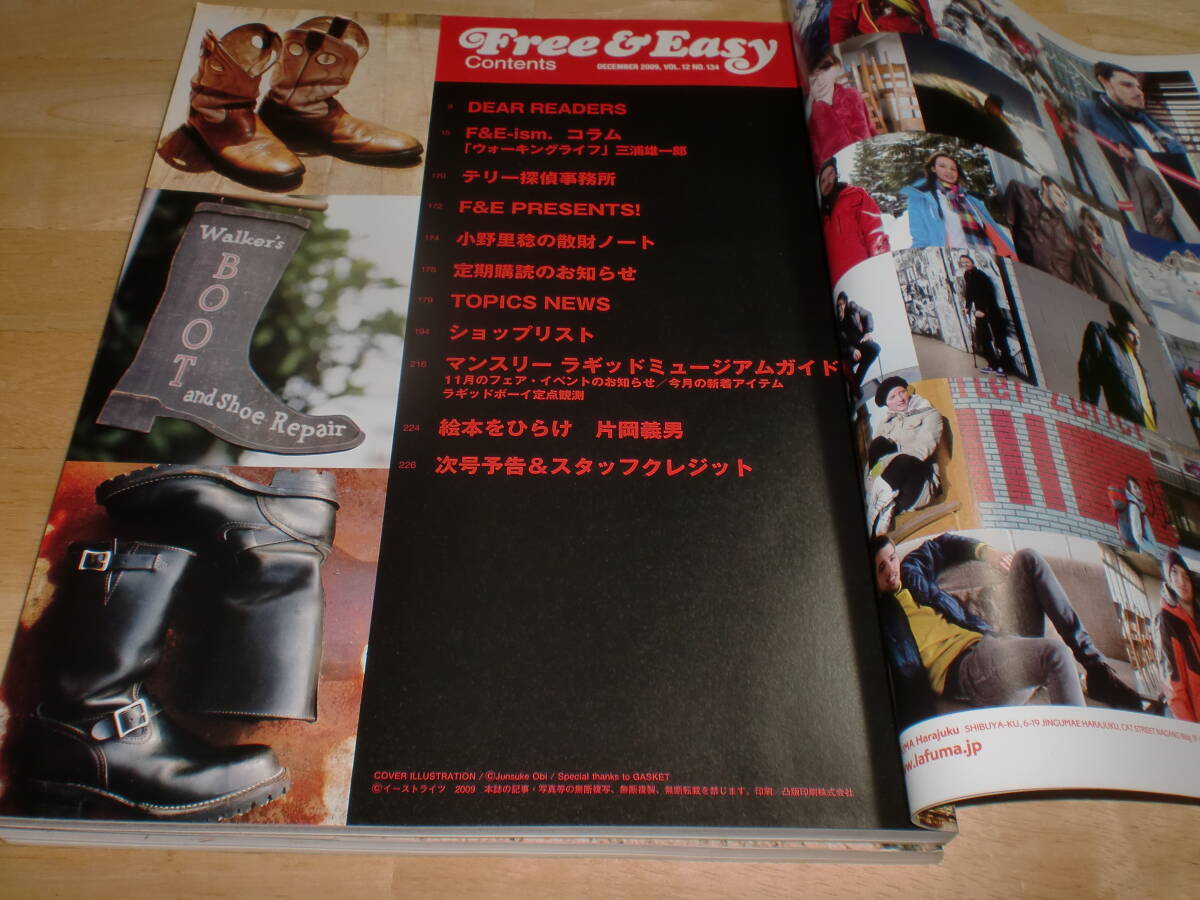 Free & Easy
Contents
DECEMBER 2009, VOL.12 NO.134
9 DEAR READERS
15 F&E-ism. コラム
「ウォーキングライフ」三浦雄一郎
170 テリー探偵事務所
172 F&E PRESENTS!
174 小野里稔の散財ノート
178 定期購読のお知らせ
179 TOPICS NEWS
194 ショップリスト
216 マンスリー ラギッドミュージアムガイド
11月のフェア・イベントのお知らせ／今月の新着アイテム
ラギッドボーイ定点観測
224 絵本をひらけ 片岡義男
226 次号予告&スタッフクレジット
COVER ILLUSTRATION / ©Junsuke Obi / Special thanks to GASKET
©イーストライツ 2009 本誌の記事・写真等の無断複写、無断複製、無断転載を禁じます。印刷／凸版印刷株式会社
Walker's
BOOT
and Shoe Repair
MA Harajuku SHIBUYA-KU, 6-19 JINGUMAE HARAJUKU, CAT STREET NAGANO
w.lafuma.jp